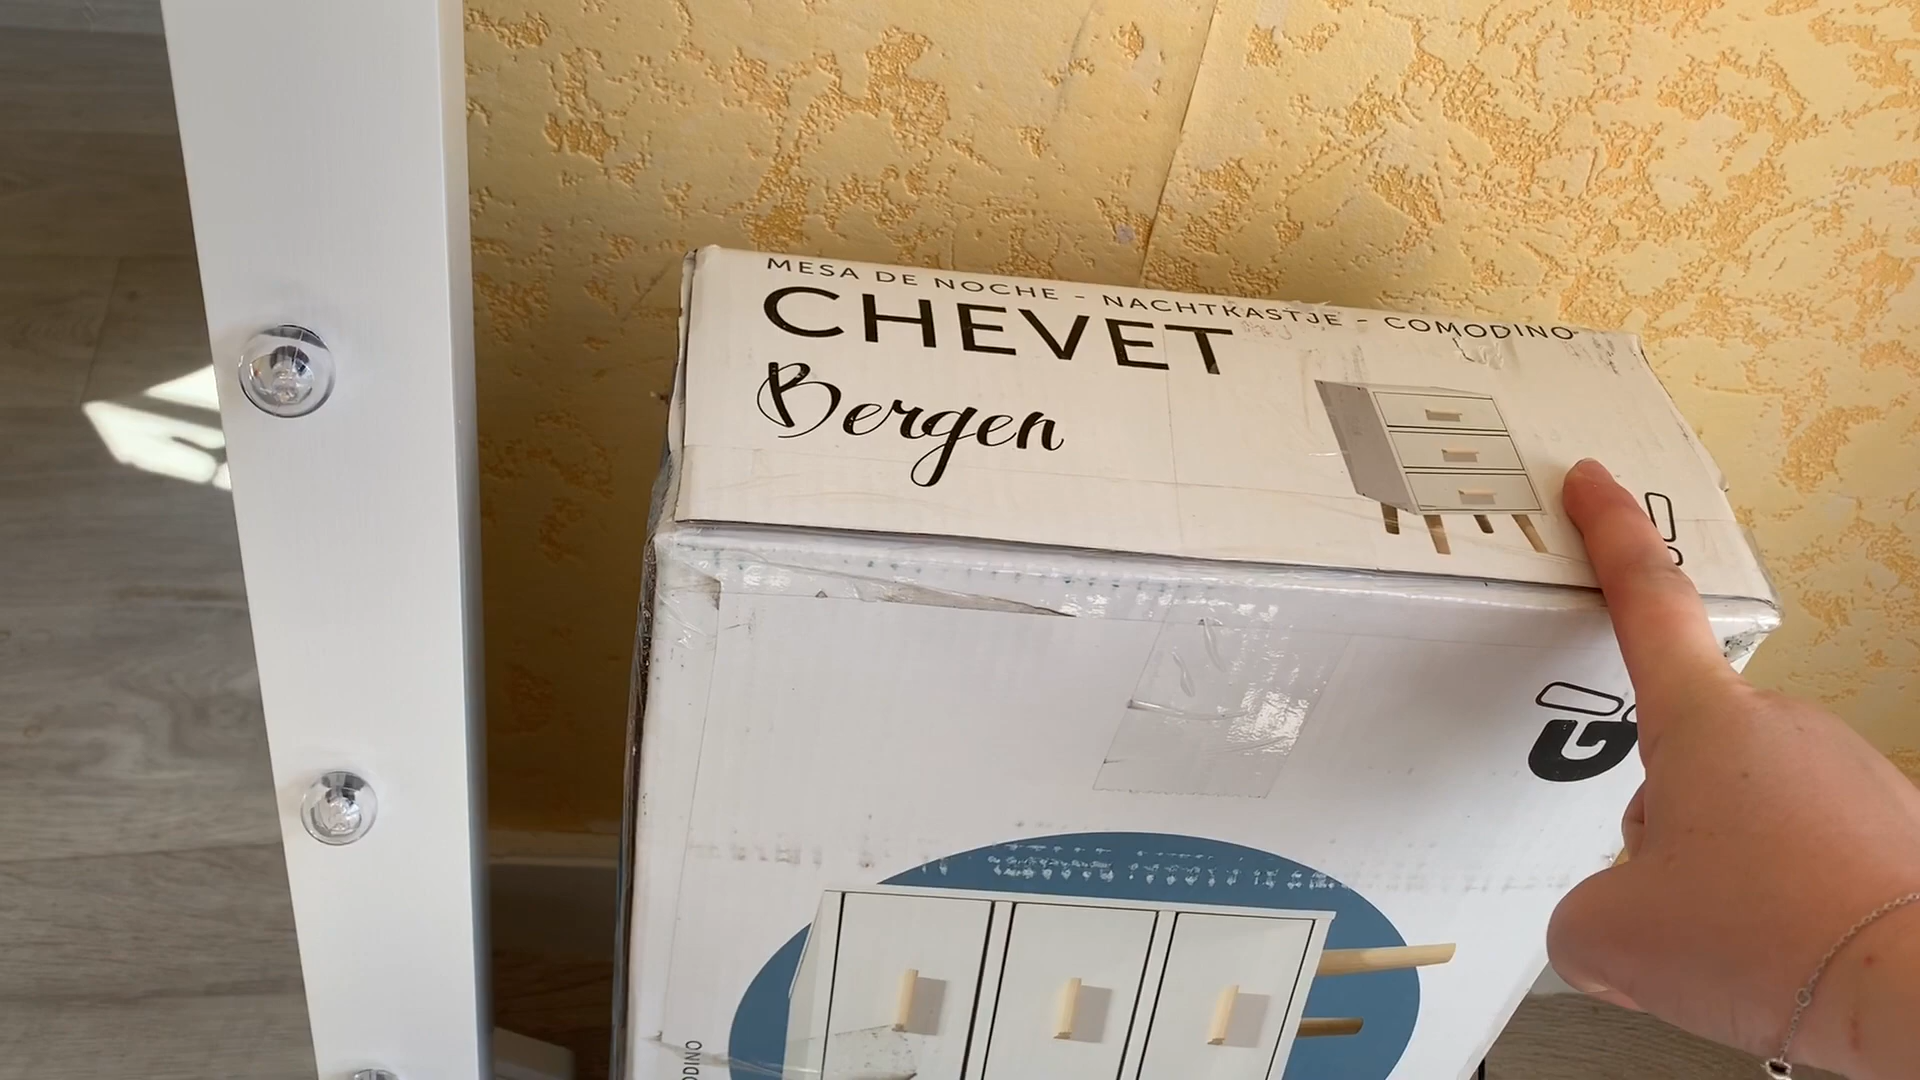 MESA DE NOCHE - NACHTKASTJE - COMODINO
CHEVET
Bergen
G!